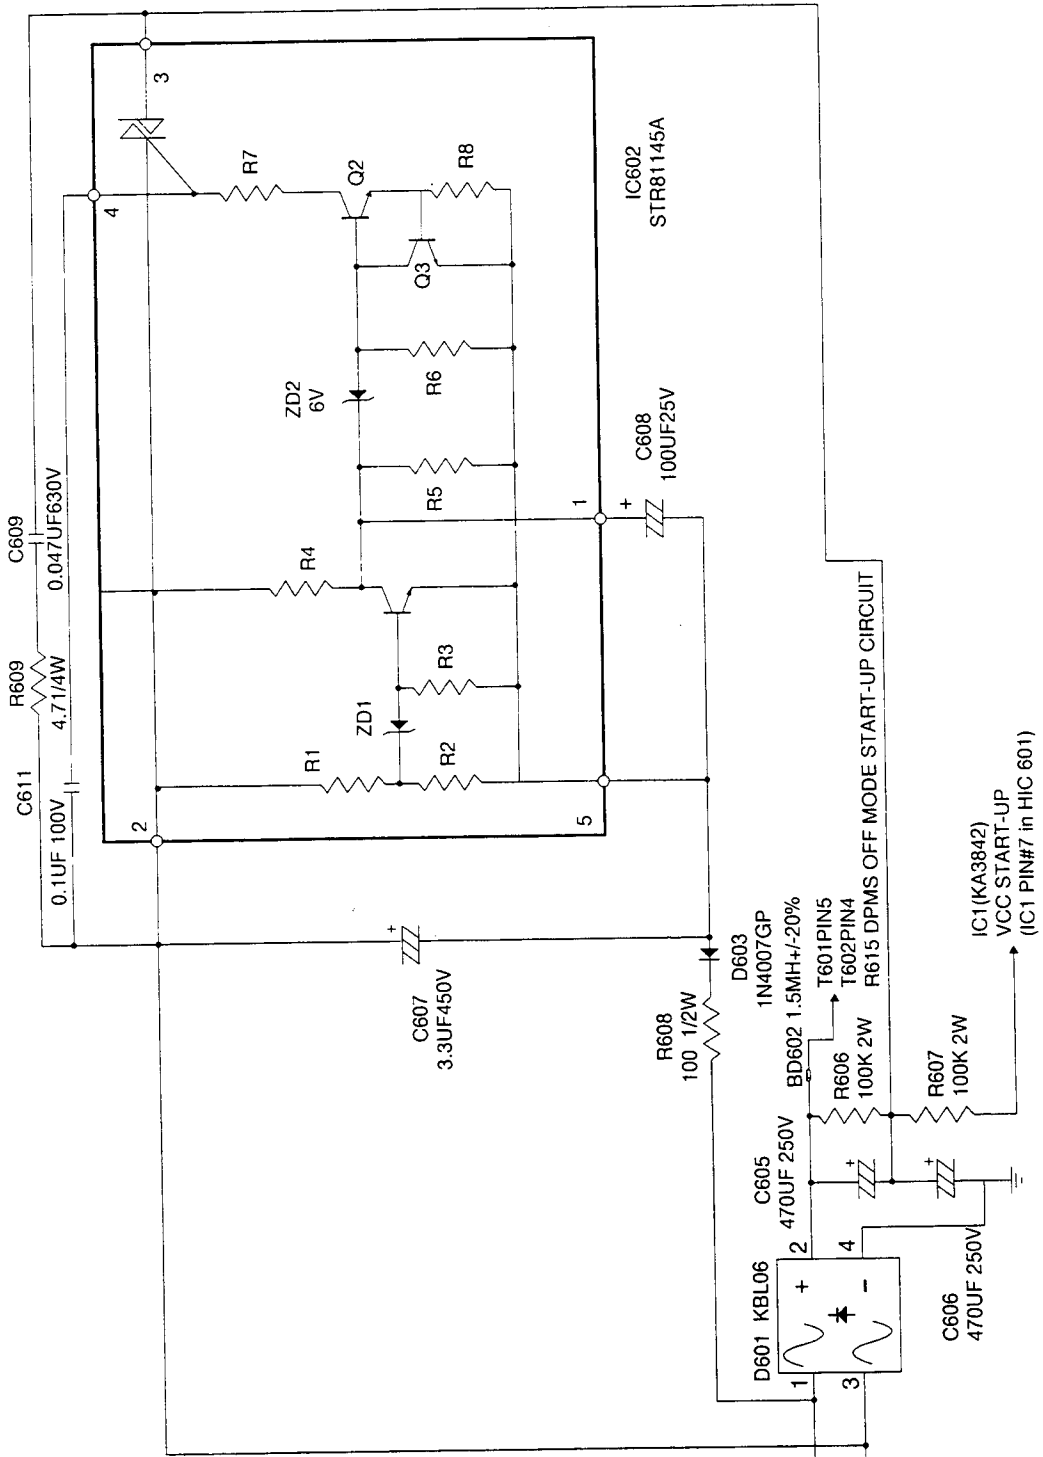 C609
0.047UF630V
R609
4.71/4W
C611
0.1UF 100V
3
4
2
5
1
R7
Q2
R8
Q3
ZD2
6V
R6
R5
R4
ZD1
R3
R1
R2
IC602
STR81145A
C608
100UF25V
+
+
C607
3.3UF450V
D603
1N4007GP
R608
100 1/2W
BD602 1.5MH+/-20%
T601PIN5
T602PIN4
R615 DPMS OFF MODE START-UP CIRCUIT
R606
100K 2W
R607
100K 2W
IC1(KA3842)
VCC START-UP
(IC1 PIN#7 in HIC 601)
C605
470UF 250V
+
+
D601 KBL06
1
2
3
4
+
−
C606
470UF 250V